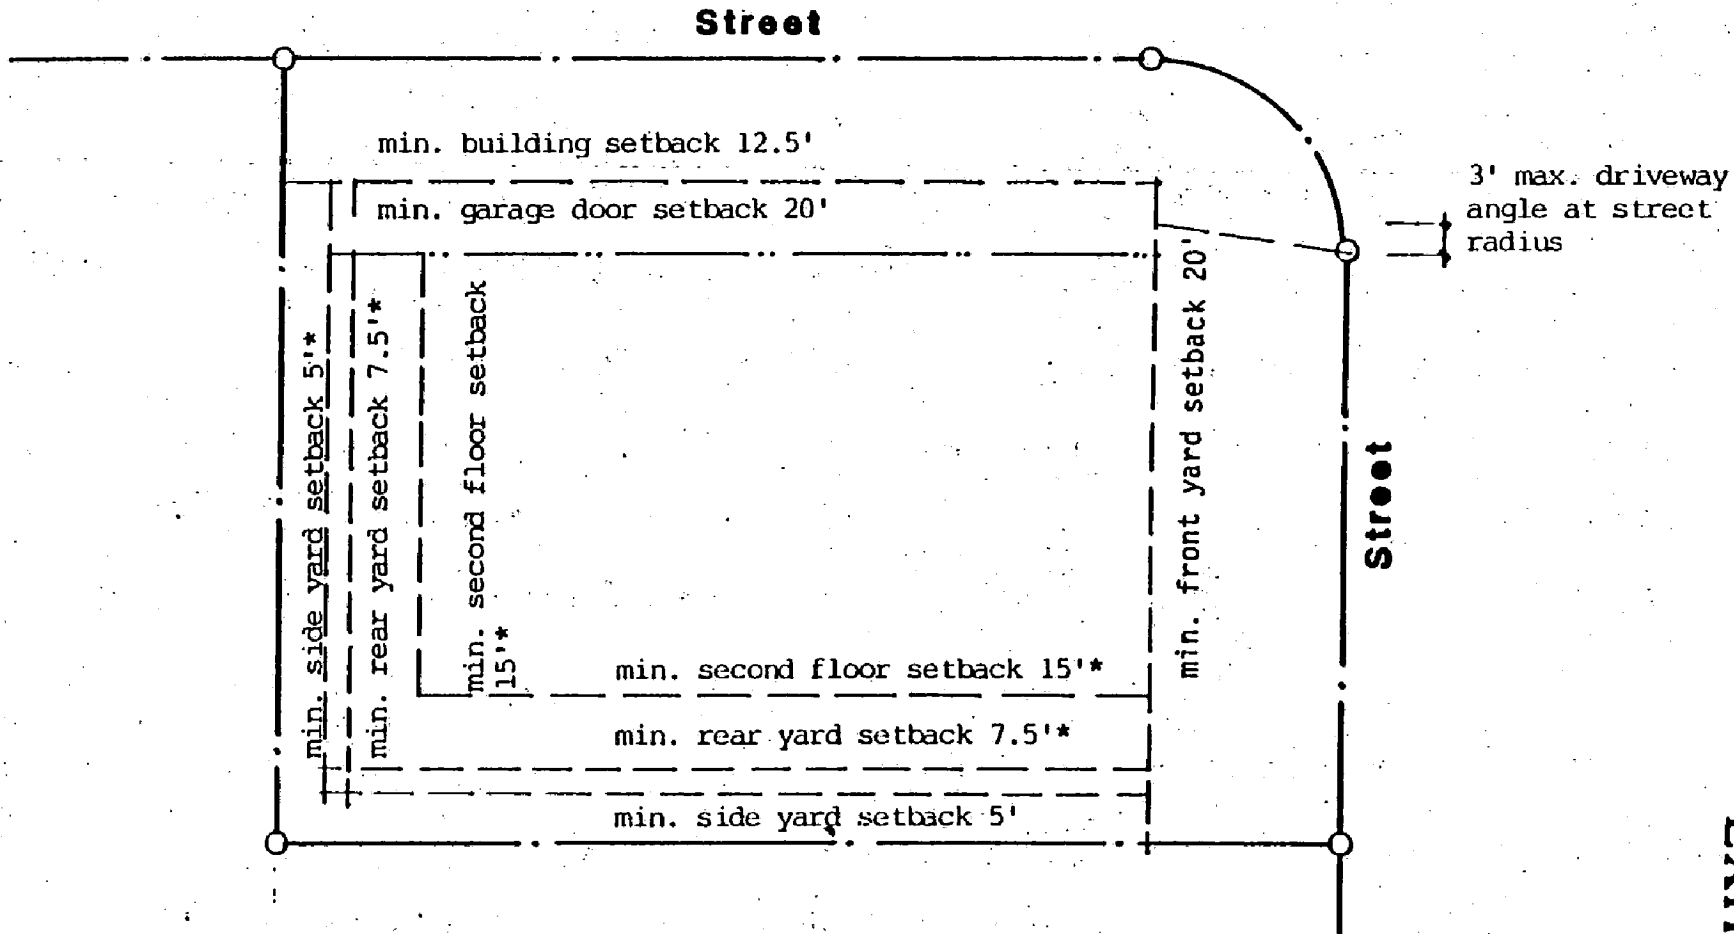 Street
min. building setback 12.5'
3' max. driveway
angle at street
radius
min. garage door setback 20'
min. side yard setback 5'*
min. rear yard setback 7.5'*
min. second floor setback
15'*
min. front yard setback 20'
Street
min. second floor setback 15'*
min. rear yard setback 7.5'*
min. side yard setback 5'